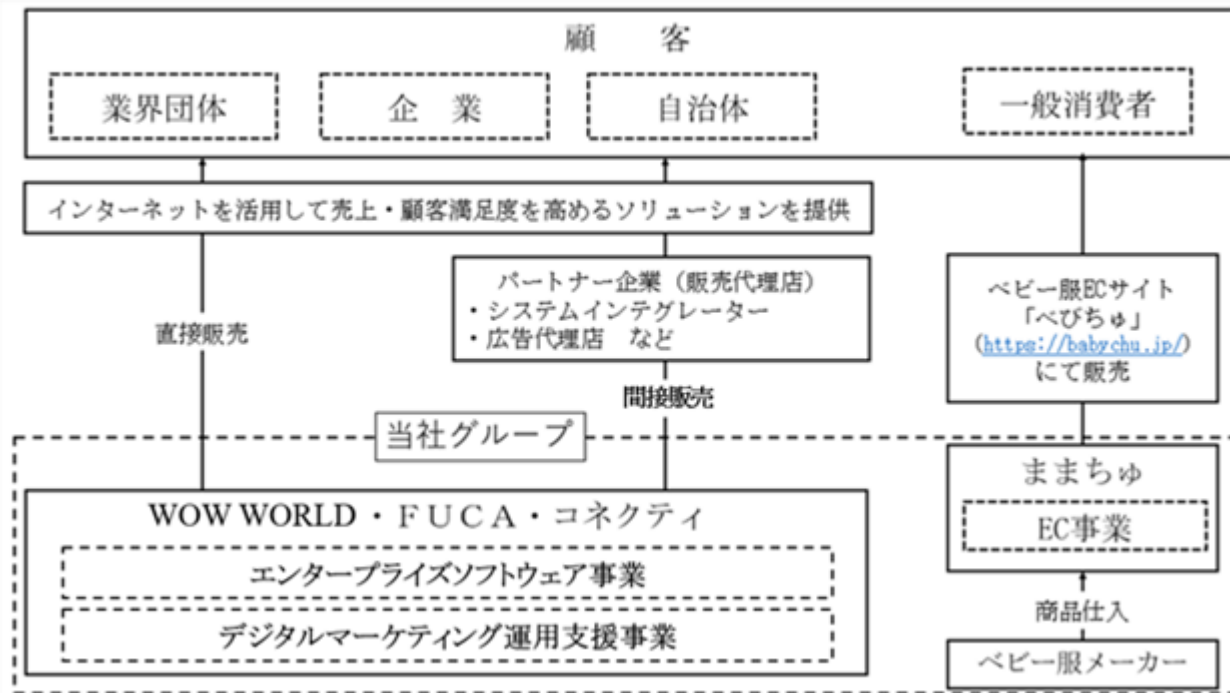 顧　客
業界団体
企　業
自治体
一般消費者
インターネットを活用して売上・顧客満足度を高めるソリューションを提供
パートナー企業（販売代理店）
・システムインテグレーター
・広告代理店　など
ベビー服ECサイト
「べびちゅ」
(https://babychu.jp/)
にて販売
直接販売
間接販売
当社グループ
WOW WORLD・ＦＵＣＡ・コネクティ
エンタープライズソフトウェア事業
デジタルマーケティング運用支援事業
ままちゅ
EC事業
商品仕入
ベビー服メーカー